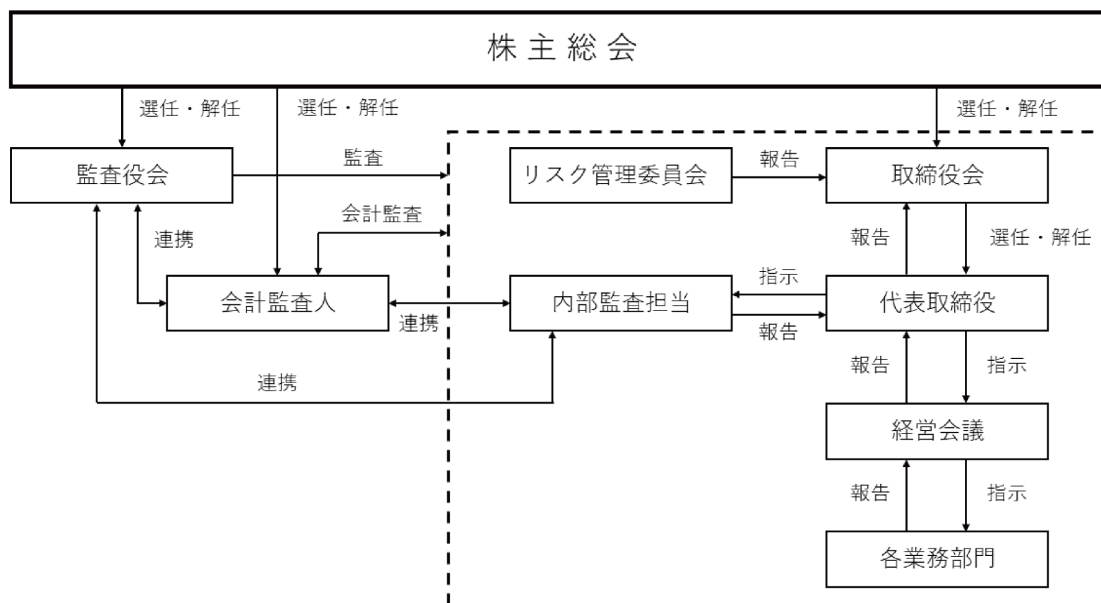 株主総会
選任・解任
選任・解任
選任・解任
監査役会
監査
リスク管理委員会
報告
取締役会
会計監査
連携
報告
選任・解任
会計監査人
連携
内部監査担当
指示
報告
代表取締役
連携
報告
指示
経営会議
報告
指示
各業務部門